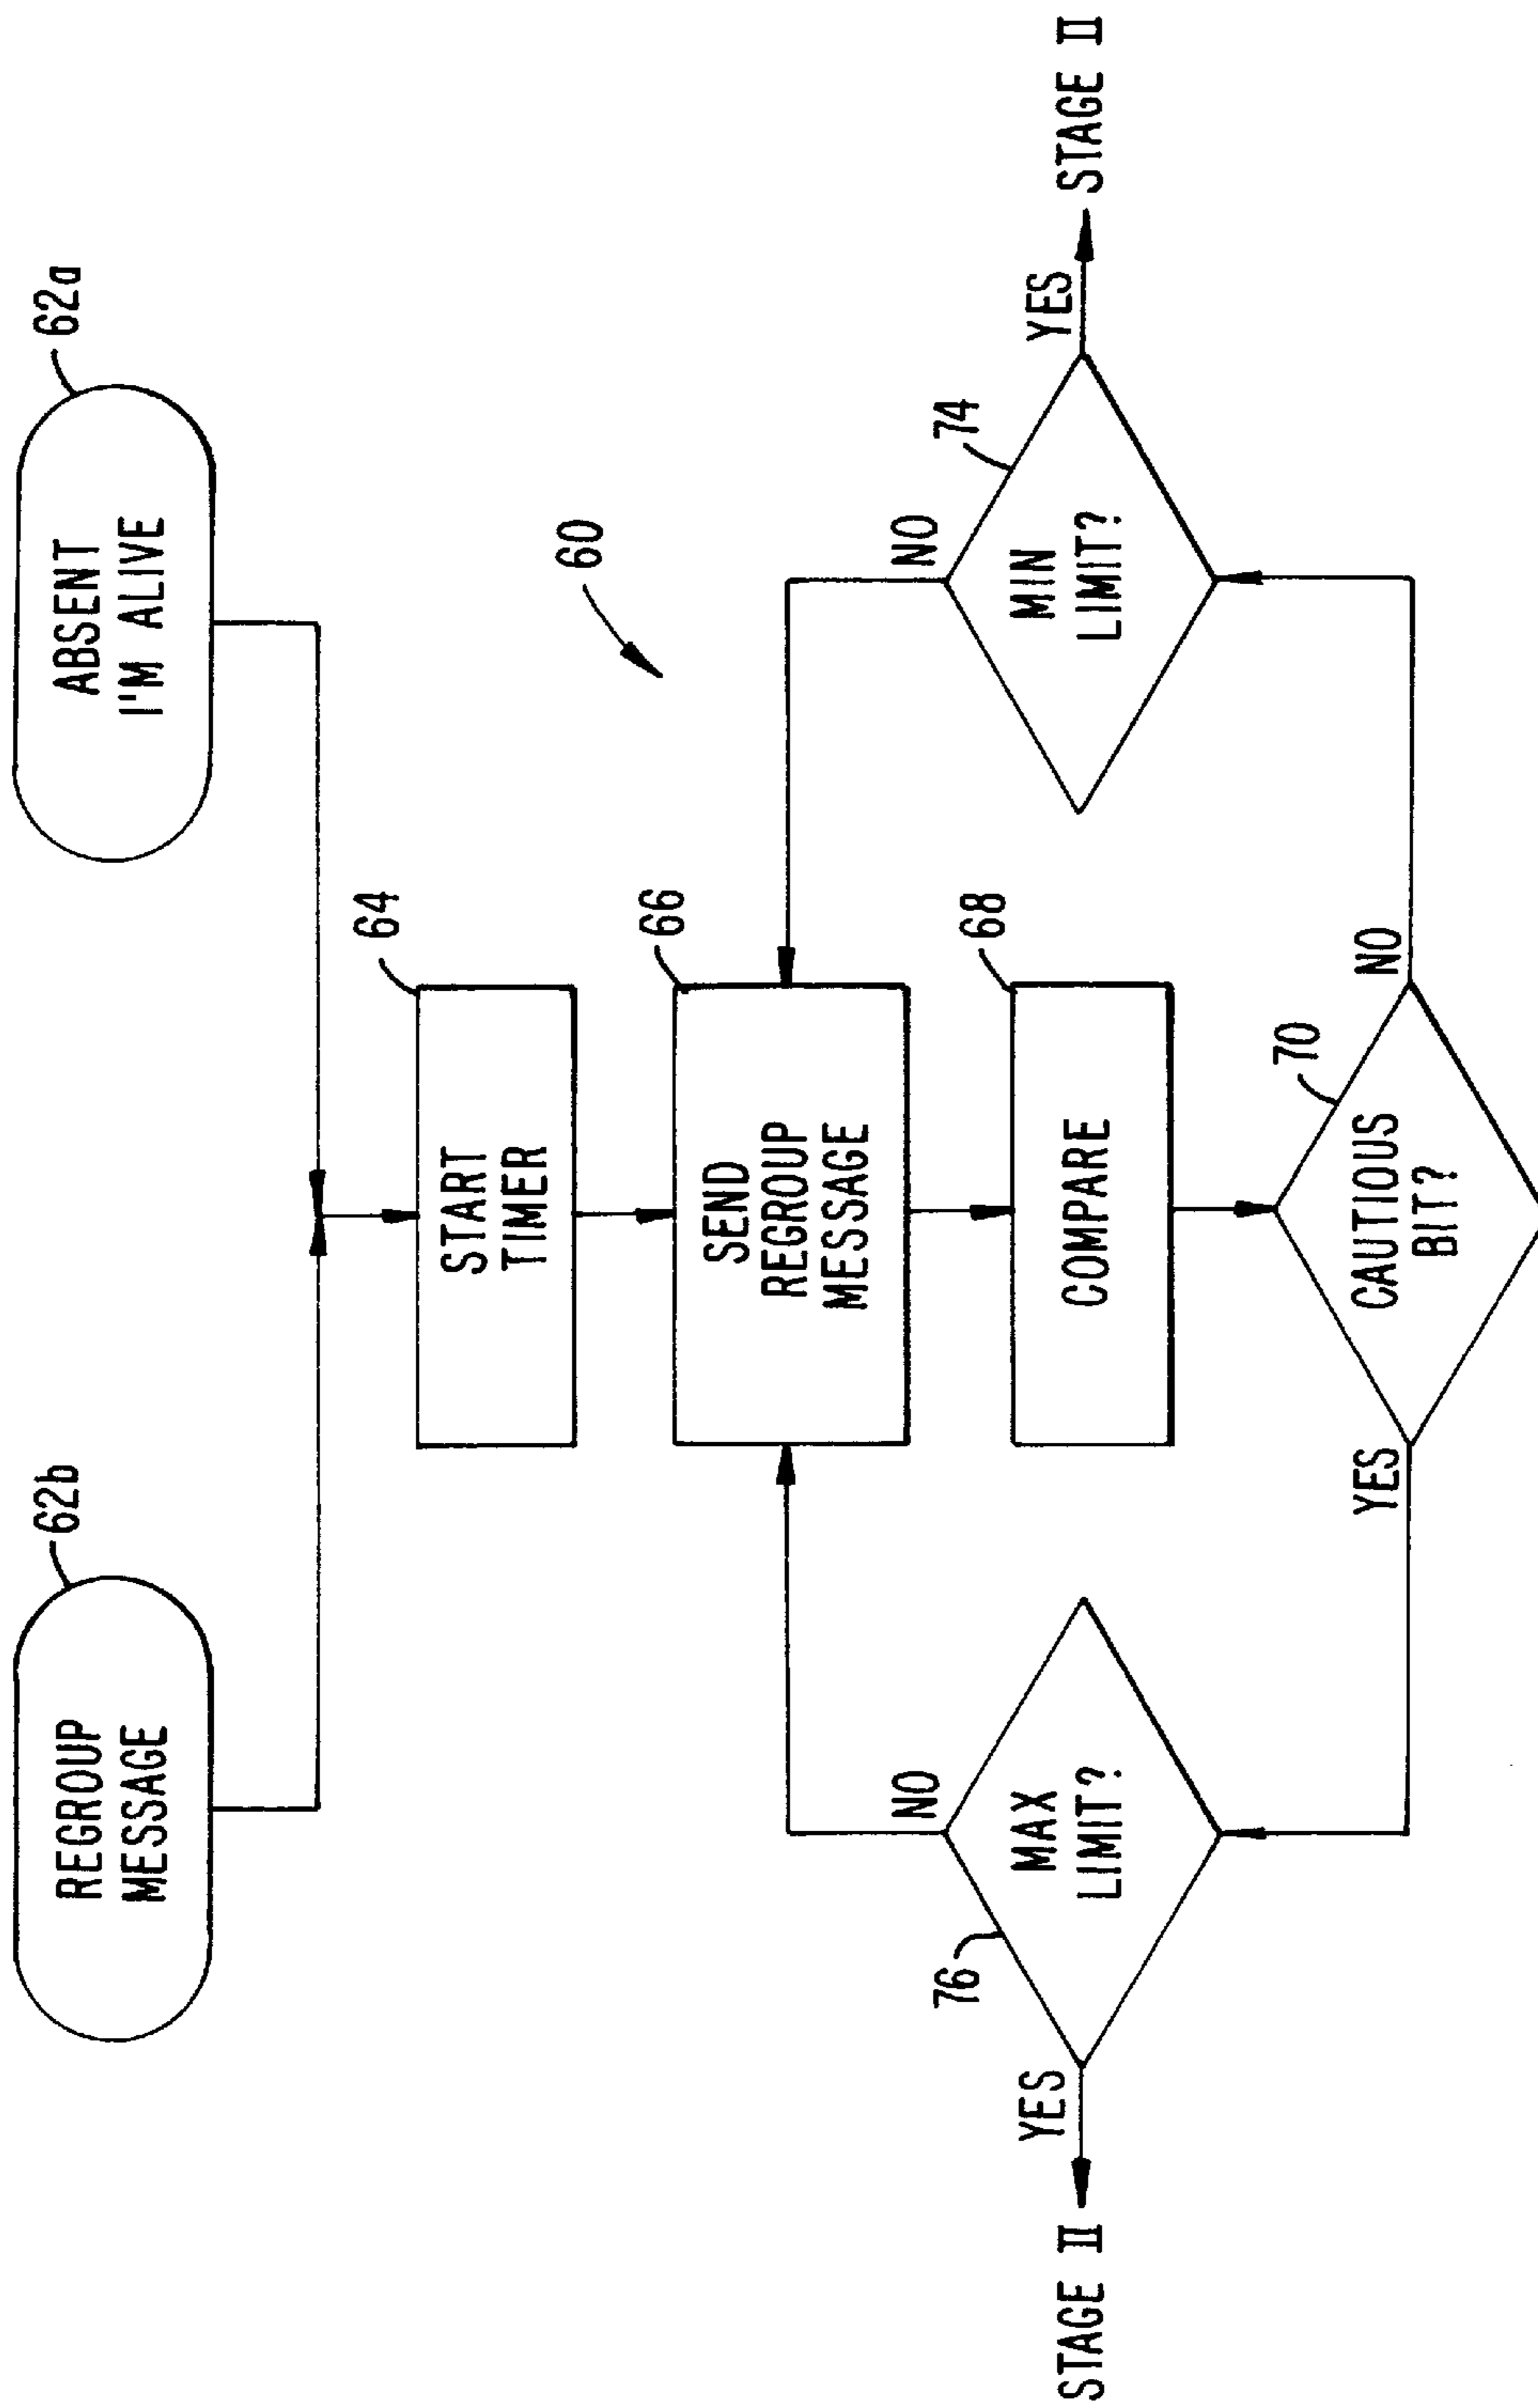 62b
REGROUP
MESSAGE
62a
ABSENT
I'M ALIVE
64
START
TIMER
60
66
SEND
REGROUP
MESSAGE
68
COMPARE
76
NO
MAX
LIMIT?
YES
STAGE II
74
NO
MIN
LIMIT?
YES
STAGE II
70
CAUTIOUS
BIT?
YES
NO